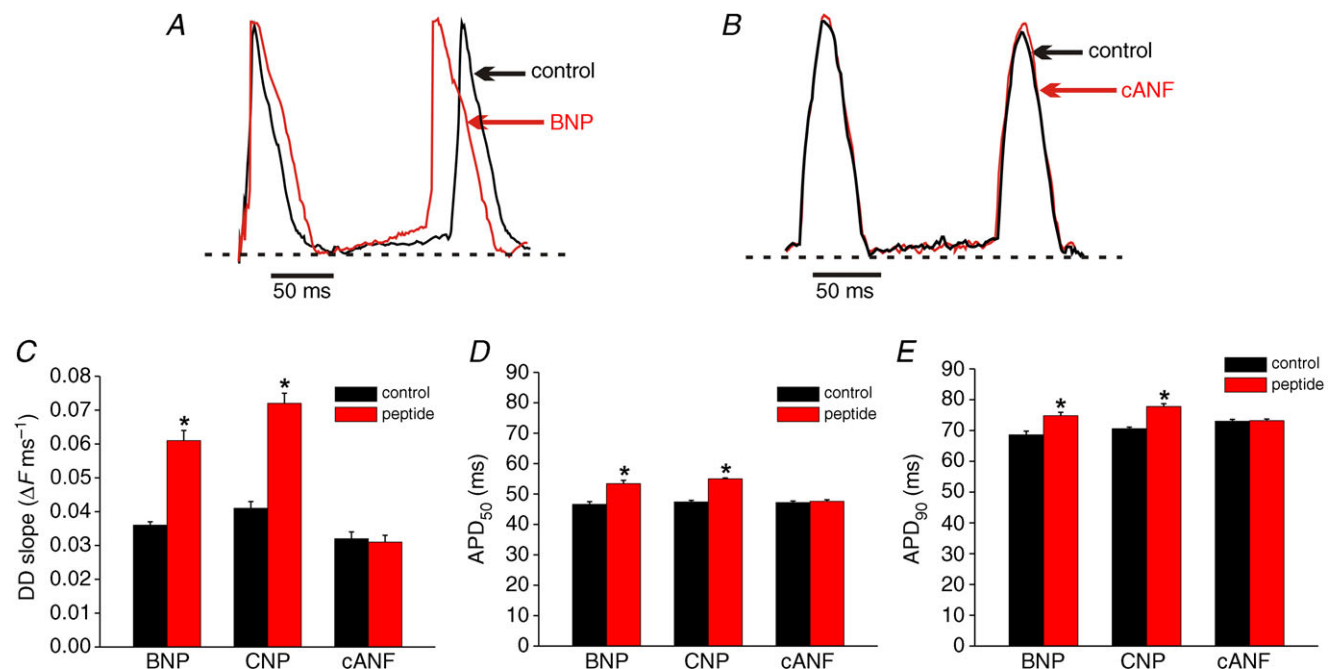 A
control
BNP
50 ms
B
control
cANF
50 ms
C
DD slope (ΔF ms⁻¹)
0.08
0.07
0.06
0.05
0.04
0.03
0.02
0.01
0.00
control
peptide
*
*
BNP CNP cANF
D
APD₅₀ (ms)
90
80
70
60
50
40
30
20
10
0
control
peptide
*
*
BNP CNP cANF
E
APD₉₀ (ms)
90
80
70
60
50
40
30
20
10
0
control
peptide
*
*
BNP CNP cANF